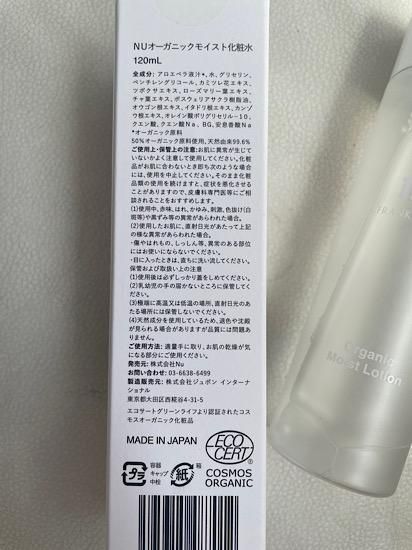 NUオーガニックモイスト化粧水
120mL
全成分：アロエベラ液汁*、水、グリセリン、
ペンチレングリコール、カミツレ花エキス、
ツボクサエキス、ローズマリー葉エキス、
チャ葉エキス、ボスウェリアサクラ樹脂油、
オウゴン根エキス、イタドリ根エキス、カンゾ
ウ根エキス、オレイン酸ポリグリセリル-10、
クエン酸、クエン酸Na、BG、安息香酸Na
*オーガニック原料
50%オーガニック原料使用、天然由来99.6%
ご使用上・保管上の注意：お肌に異常が生じて
いないかよく注意して使用してください。化粧
品がお肌に合わないとき即ち次のような場合
には、使用を中止してください。そのまま化粧
品類の使用を続けますと、症状を悪化させるこ
とがありますので、皮膚科専門医等にご相
談されることをおすすめします。
(1)使用中、赤味、はれ、かゆみ、刺激、色抜け(白
斑等)や黒ずみ等の異常があらわれた場合。
(2)使用したお肌に、直射日光があたって上記
の様な異常があらわれた場合。
・傷やはれもの、しっしん等、異常のある部位
にはお使いにならないでください。
・目に入ったときは、直ちに洗い流してください。
保管および取扱い上の注意
(1)使用後は必ずしっかり蓋をしめてください。
(2)乳幼児の手の届かないところに保管してく
ださい。
(3)極端に高温又は低温の場所、直射日光のあ
たる場所には保管しないでください。
(4)天然成分を使用しているため、退色や沈殿
が見られる場合がありますが品質には問題あ
りません。
ご使用方法：適量手に取り、お肌の乾燥が気
になる部分にご使用ください。
発売元：株式会社Nu
お問い合わせ：03-6638-6499
製造販売元：株式会社ジュポン インターナ
ショナル
東京都大田区西糀谷4-31-5
エコサートグリーンライフより認証されたコス
モスオーガニック化粧品
MADE IN JAPAN
ECO
CERT
COSMOS
ORGANIC
プラ
容器
キャップ
中栓
紙
箱
Organic
Moist Lotion